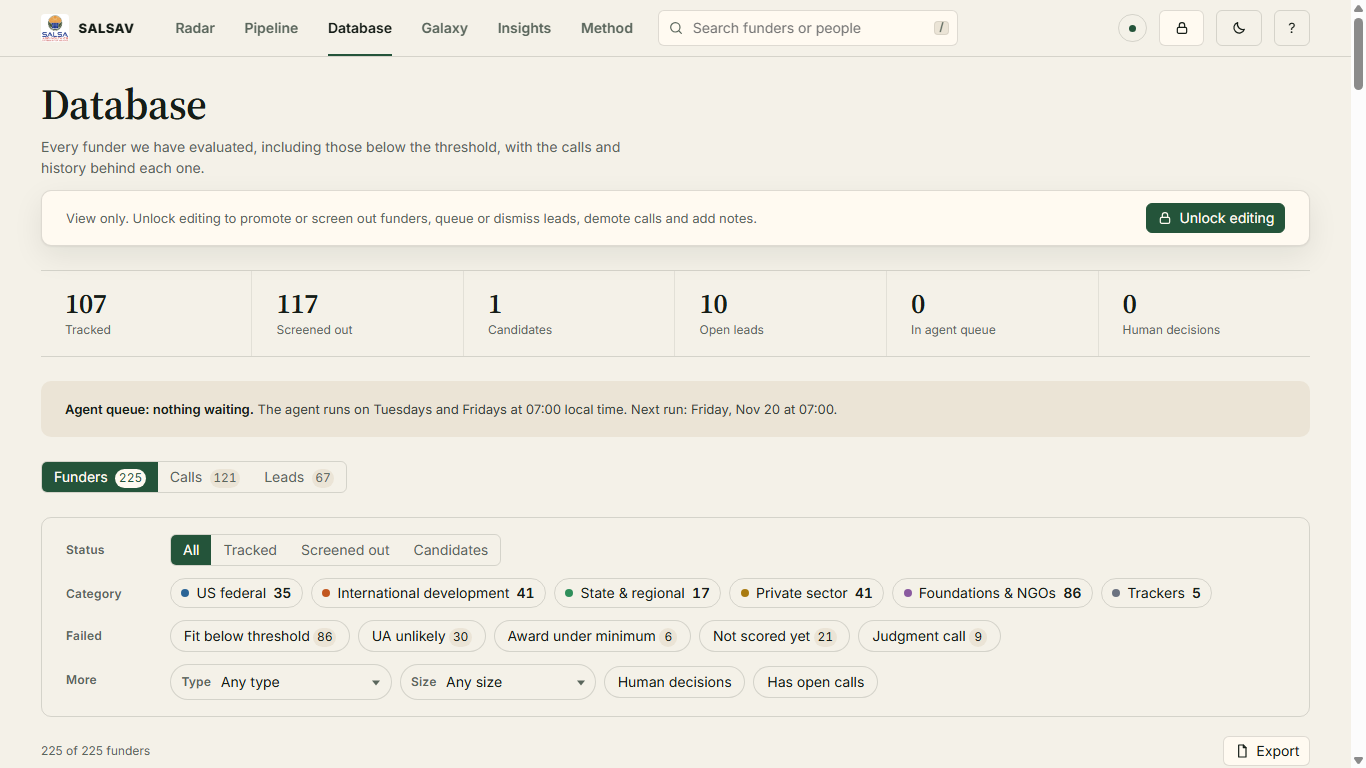 SALSA
SALSAV Radar Pipeline Database Galaxy Insights Method Search funders or people / ?
Database
Every funder we have evaluated, including those below the threshold, with the calls and
history behind each one.
View only. Unlock editing to promote or screen out funders, queue or dismiss leads, demote calls and add notes. Unlock editing
107 117 1 10 0 0
Tracked Screened out Candidates Open leads In agent queue Human decisions
Agent queue: nothing waiting. The agent runs on Tuesdays and Fridays at 07:00 local time. Next run: Friday, Nov 20 at 07:00.
Funders 225 Calls 121 Leads 67
Status All Tracked Screened out Candidates
Category US federal 35 International development 41 State & regional 17 Private sector 41 Foundations & NGOs 86 Trackers 5
Failed Fit below threshold 86 UA unlikely 30 Award under minimum 6 Not scored yet 21 Judgment call 9
More Type Any type Size Any size Human decisions Has open calls
225 of 225 funders Export